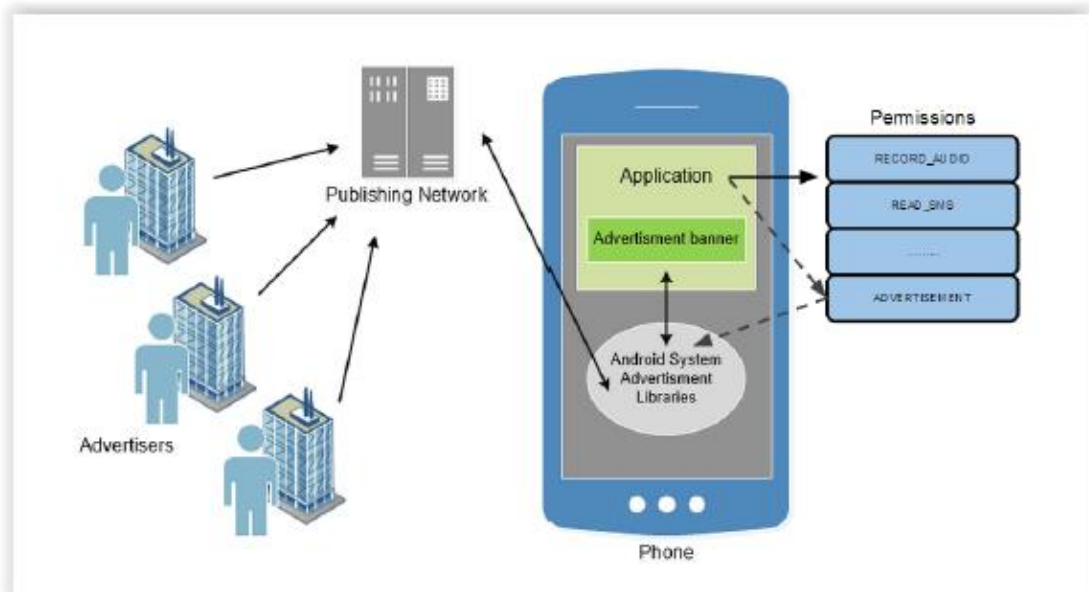 Publishing Network
Advertisers
Application
Advertisment banner
Android System
Advertisment
Libraries
Phone
Permissions
RECORD_AUDIO
READ_SMS
........
ADVERTISEMENT